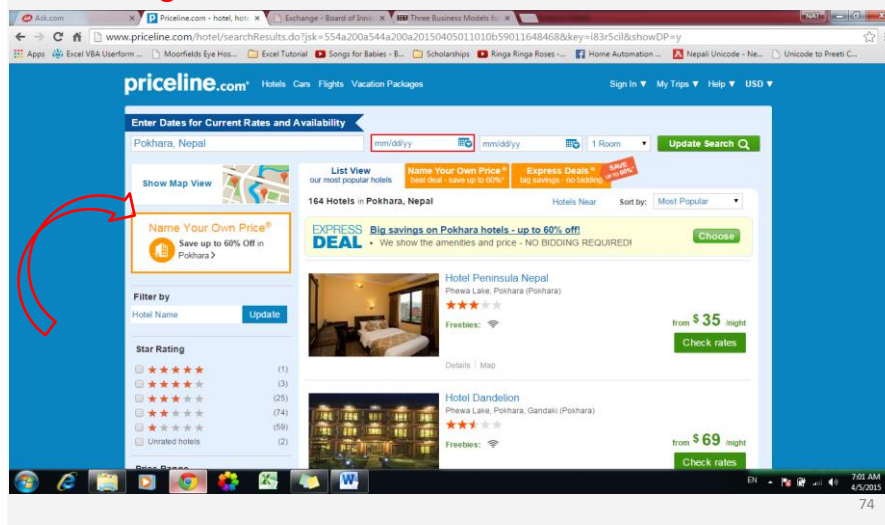 NAT
Ask.com
Priceline.com - hotel, hote
Exchange - Board of Inno
Three Business Models fo
www.priceline.com/hotel/searchResults.do?jsk=554a200a544a200a20150405011010b59011648468&key=i83r5cil&showDP=y
Apps
Excel VBA Userform ...
Moorfields Eye Hos...
Excel Tutorial
Songs for Babies - B...
Scholarships
Ringa Ringa Roses -...
Home Automation ...
Nepali Unicode - Ne...
Unicode to Preeti C...
priceline.com®
Hotels Cars Flights Vacation Packages
Sign In ▼ My Trips ▼ Help ▼ USD ▼
Enter Dates for Current Rates and Availability
Pokhara, Nepal
mm/dd/yy
mm/dd/yy
1 Room
Update Search
Show Map View
List View
our most popular hotels
Name Your Own Price®
best deal - save up to 60%*
Express Deals®
big savings - no bidding
SAVE
up to 60%*
164 Hotels in Pokhara, Nepal
Hotels Near
Sort by:
Most Popular
Name Your Own Price®
Save up to 60% Off in
Pokhara >
EXPRESS
DEAL
Big savings on Pokhara hotels - up to 60% off!
• We show the amenities and price - NO BIDDING REQUIRED!
Choose
Filter by
Hotel Name
Update
Hotel Peninsula Nepal
Phewa Lake, Pokhara (Pokhara)
Freebies:
from $35 /night
Check rates
Details | Map
Star Rating
(1)
(3)
(25)
(74)
(59)
Unrated hotels (2)
Hotel Dandelion
Phewa Lake, Pokhara, Gandaki (Pokhara)
Freebies:
from $69 /night
Check rates
Price Range
EN
7:01 AM
4/5/2015
74